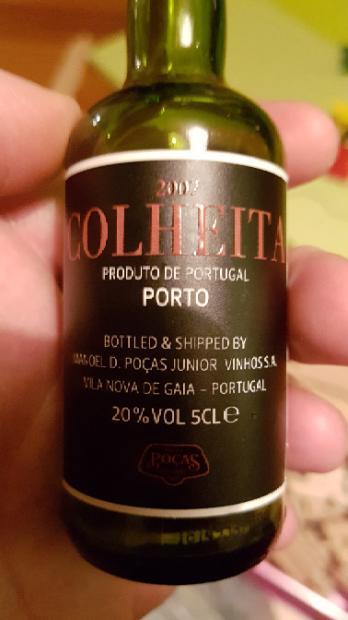 2007
COLHEITA
PRODUTO DE PORTUGAL
PORTO
BOTTLED & SHIPPED BY
MANOEL D. POÇAS JUNIOR VINHOS S.A.
VILA NOVA DE GAIA – PORTUGAL
20%VOL 5CL℮
POÇAS